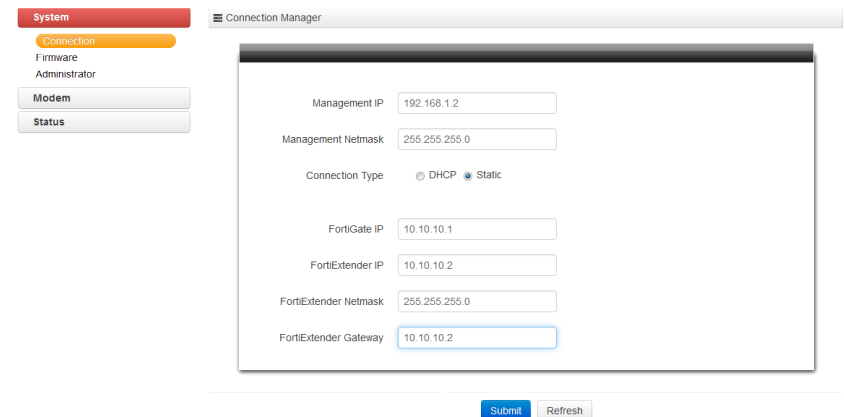 System
Connection
Firmware
Administrator
Modem
Status
Connection Manager
Management IP 192.168.1.2
Management Netmask 255.255.255.0
Connection Type DHCP Static
FortiGate IP 10.10.10.1
FortiExtender IP 10.10.10.2
FortiExtender Netmask 255.255.255.0
FortiExtender Gateway 10.10.10.2
Submit Refresh